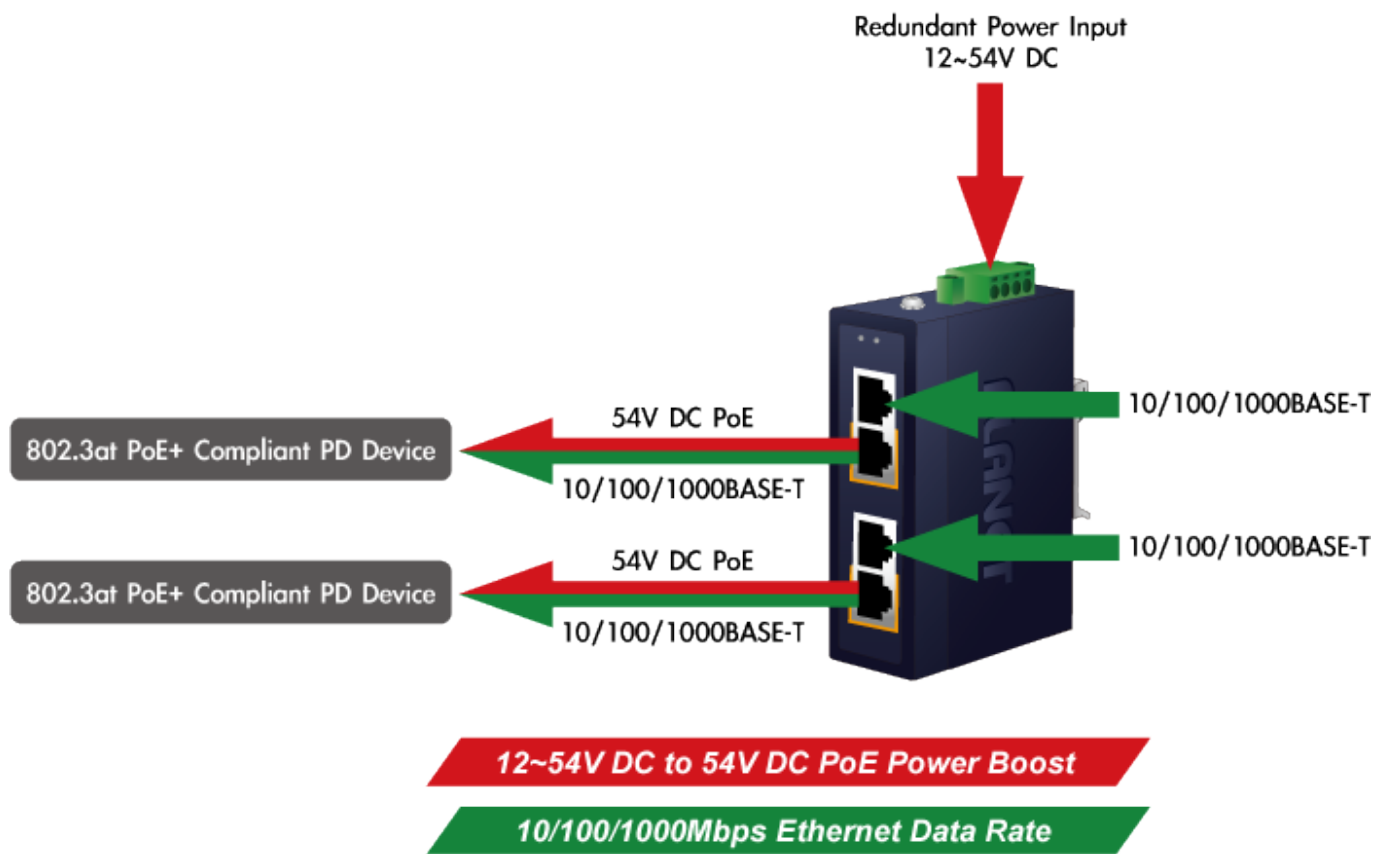 Redundant Power Input
12~54V DC
10/100/1000BASE-T
54V DC PoE
802.3at PoE+ Compliant PD Device
10/100/1000BASE-T
PLANET
10/100/1000BASE-T
54V DC PoE
802.3at PoE+ Compliant PD Device
10/100/1000BASE-T
12~54V DC to 54V DC PoE Power Boost
10/100/1000Mbps Ethernet Data Rate